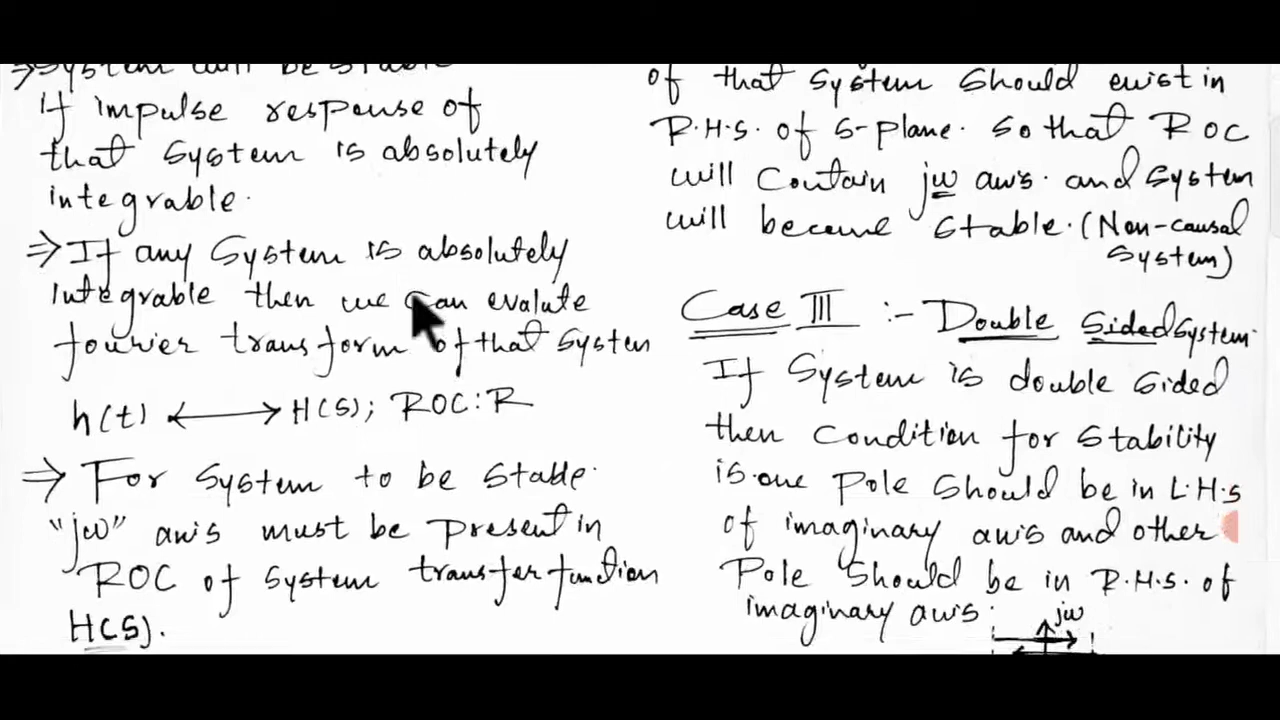 ⇒ System will be stable
If impulse response of
that System is absolutely
integrable.
⇒ If any System is absolutely
Integrable then we can evalute
fourier transform of that System
h(t) ⟷ H(S); ROC:R
⇒ For System to be Stable
"jω" axis must be present in
ROC of System transfer function
H(S).
of that System Should exist in
R.H.S. of S-plane. So that ROC
will Contain jω axis. and System
will become Stable. (Non-causal
System)
Case III :- Double Sided System.
If System is double Sided
then Condition for Stability
is one Pole Should be in L.H.S
of imaginary axis and other
Pole Should be in R.H.S. of
imaginary axis.
jω